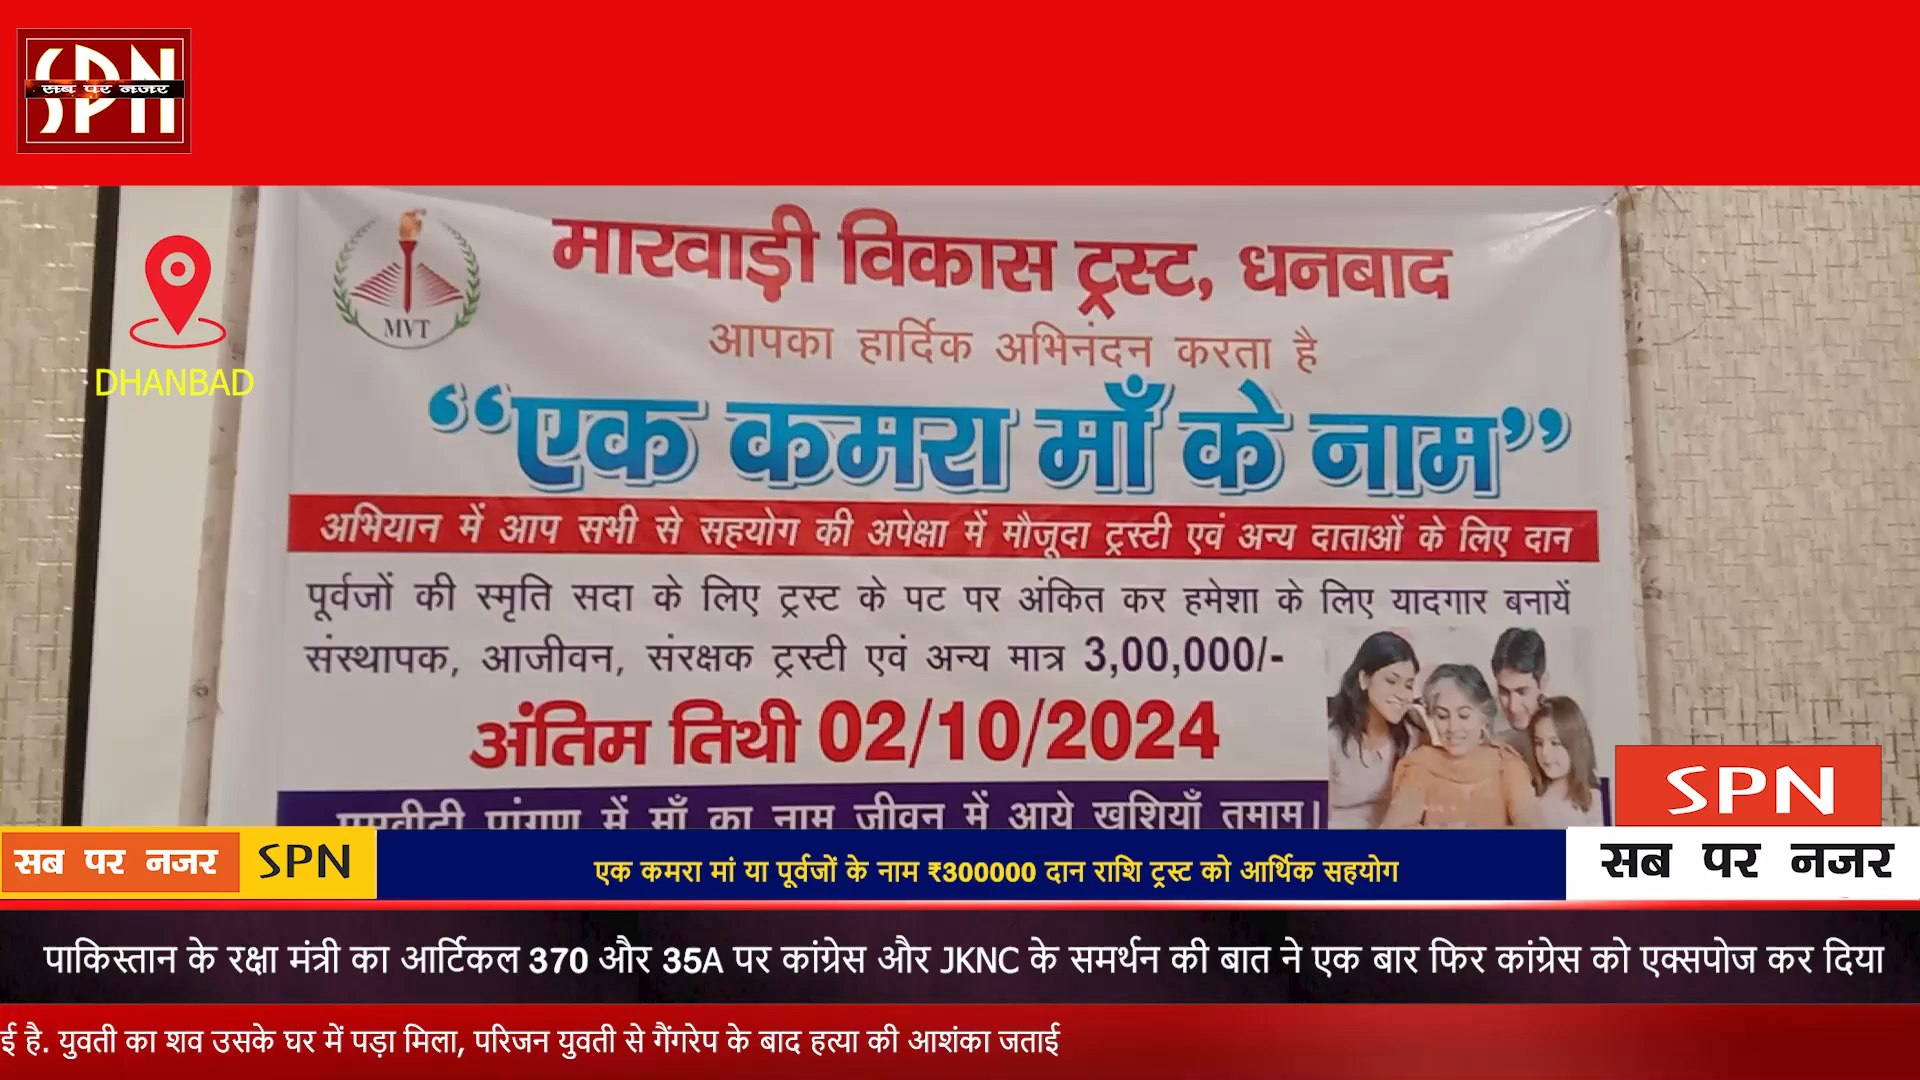 SPN
सब पर नजर
DHANBAD
MVT
मारवाड़ी विकास ट्रस्ट, धनबाद
आपका हार्दिक अभिनंदन करता है
“एक कमरा माँ के नाम”
अभियान में आप सभी से सहयोग की अपेक्षा में मौजूदा ट्रस्टी एवं अन्य दाताओं के लिए दान
पूर्वजों की स्मृति सदा के लिए ट्रस्ट के पट पर अंकित कर हमेशा के लिए यादगार बनायें
संस्थापक, आजीवन, संरक्षक ट्रस्टी एवं अन्य मात्र 3,00,000/-
अंतिम तिथी 02/10/2024
एमवीटी प्रांगण में माँ का नाम जीवन में आये खुशियाँ तमाम।
SPN
सब पर नजर
सब पर नजर SPN
एक कमरा मां या पूर्वजों के नाम ₹300000 दान राशि ट्रस्ट को आर्थिक सहयोग
पाकिस्तान के रक्षा मंत्री का आर्टिकल 370 और 35A पर कांग्रेस और JKNC के समर्थन की बात ने एक बार फिर कांग्रेस को एक्सपोज कर दिया
ई है. युवती का शव उसके घर में पड़ा मिला, परिजन युवती से गैंगरेप के बाद हत्या की आशंका जताई